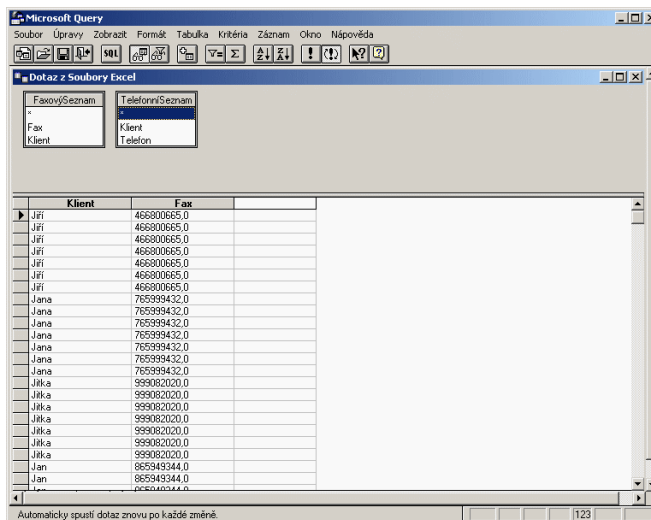 Microsoft Query
Soubor Úpravy Zobrazit Formát Tabulka Kritéria Záznam Okno Nápověda
SQL
Dotaz z Soubory Excel
FaxovýSeznam TelefonníSeznam
* *
Fax Klient
Klient Telefon
Klient Fax
Jiří 466800665,0
Jiří 466800665,0
Jiří 466800665,0
Jiří 466800665,0
Jiří 466800665,0
Jiří 466800665,0
Jiří 466800665,0
Jana 765999432,0
Jana 765999432,0
Jana 765999432,0
Jana 765999432,0
Jana 765999432,0
Jana 765999432,0
Jana 765999432,0
Jitka 999082020,0
Jitka 999082020,0
Jitka 999082020,0
Jitka 999082020,0
Jitka 999082020,0
Jitka 999082020,0
Jitka 999082020,0
Jan 865949344,0
Jan 865949344,0
Automaticky spustí dotaz znovu po každé změně. 123